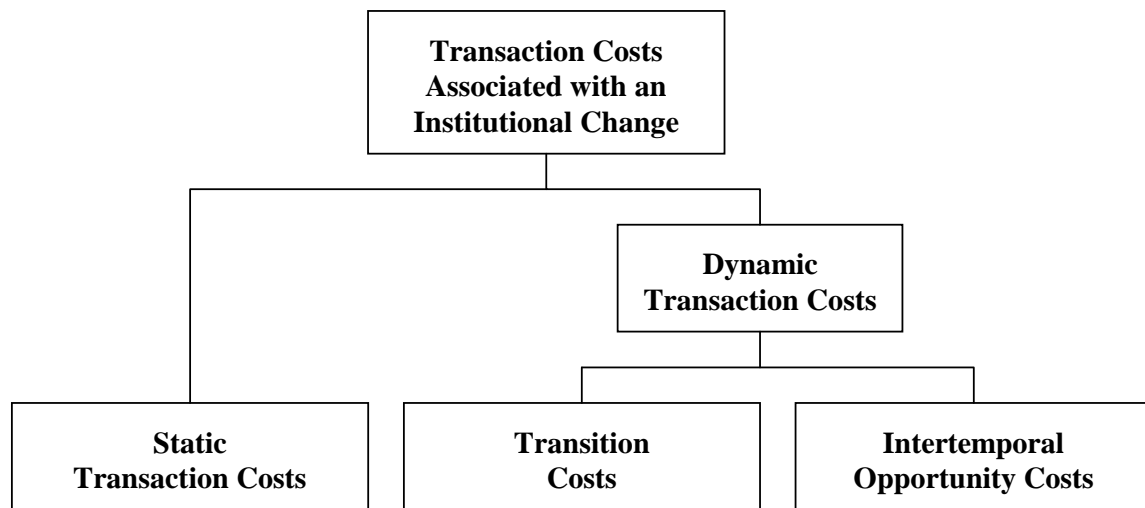 Transaction Costs
Associated with an
Institutional Change
Dynamic
Transaction Costs
Static
Transaction Costs
Transition
Costs
Intertemporal
Opportunity Costs